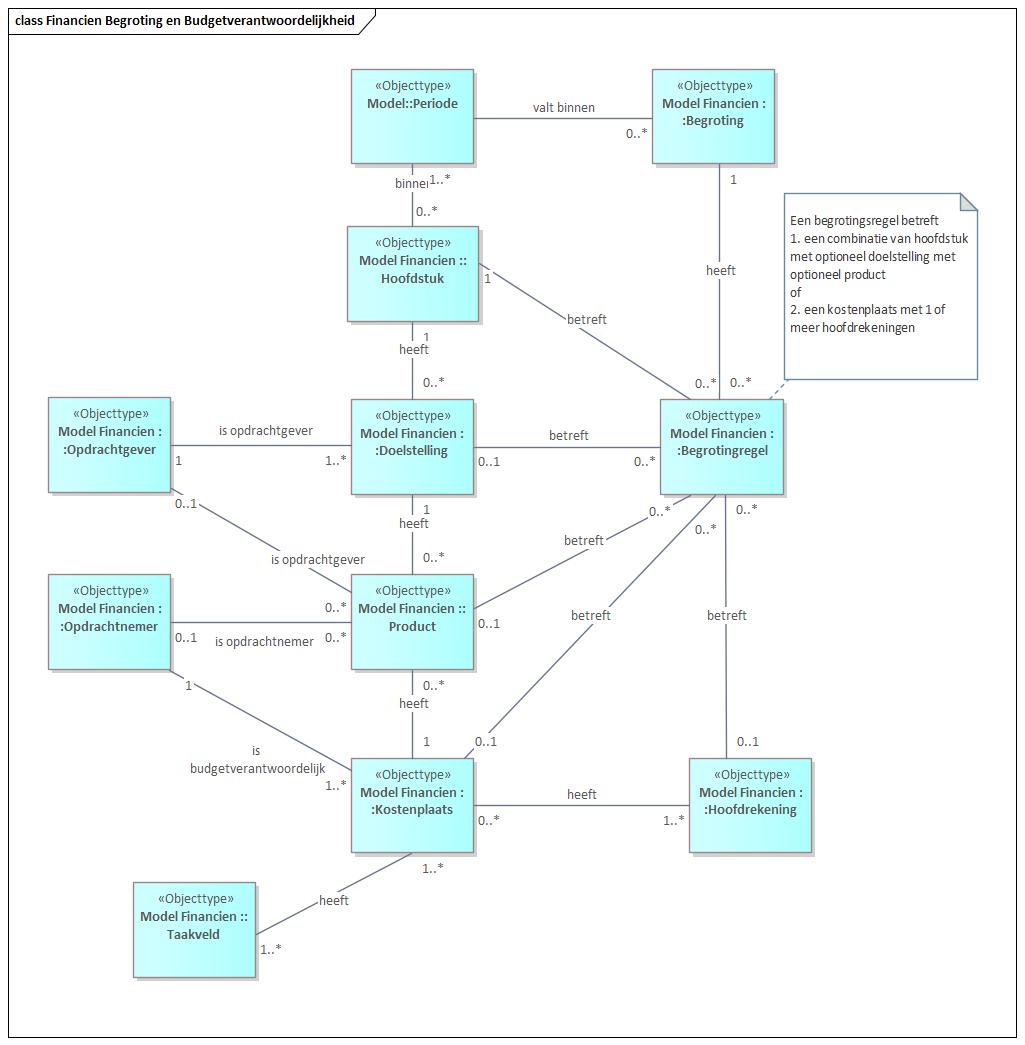 class Financien Begroting en Budgetverantwoordelijkheid
«Objecttype»
Model::Periode
valt binnen
0..*
«Objecttype»
Model Financien :
:Begroting
binnen
1..*
0..*
1
heeft
0..*
Een begrotingsregel betreft
1. een combinatie van hoofdstuk
met optioneel doelstelling met
optioneel product
of
2. een kostenplaats met 1 of
meer hoofdrekeningen
«Objecttype»
Model Financien ::
Hoofdstuk
1
betreft
0..*
1
heeft
0..*
«Objecttype»
Model Financien :
:Opdrachtgever
is opdrachtgever
1
1..*
«Objecttype»
Model Financien :
:Doelstelling
betreft
0..1
0..*
«Objecttype»
Model Financien :
:Begrotingregel
0..1
is opdrachtgever
0..*
1
heeft
0..*
0..*
betreft
0..1
0..*
betreft
0..1
0..*
betreft
0..1
«Objecttype»
Model Financien :
:Opdrachtnemer
0..1
is opdrachtnemer
0..*
«Objecttype»
Model Financien ::
Product
1
is
budgetverantwoordelijk
1..*
0..*
heeft
1
«Objecttype»
Model Financien :
:Kostenplaats
heeft
0..*
1..*
«Objecttype»
Model Financien :
:Hoofdrekening
1..*
heeft
1..*
«Objecttype»
Model Financien ::
Taakveld